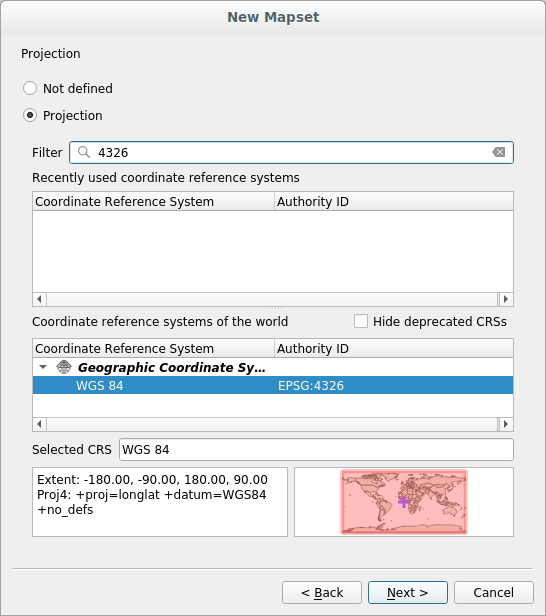 New Mapset
Projection
Not defined
Projection
Filter 4326
Recently used coordinate reference systems
Coordinate Reference System Authority ID
Coordinate reference systems of the world Hide deprecated CRSs
Coordinate Reference System Authority ID
Geographic Coordinate Sy...
WGS 84 EPSG:4326
Selected CRS WGS 84
Extent: -180.00, -90.00, 180.00, 90.00
Proj4: +proj=longlat +datum=WGS84
+no_defs
< Back Next > Cancel